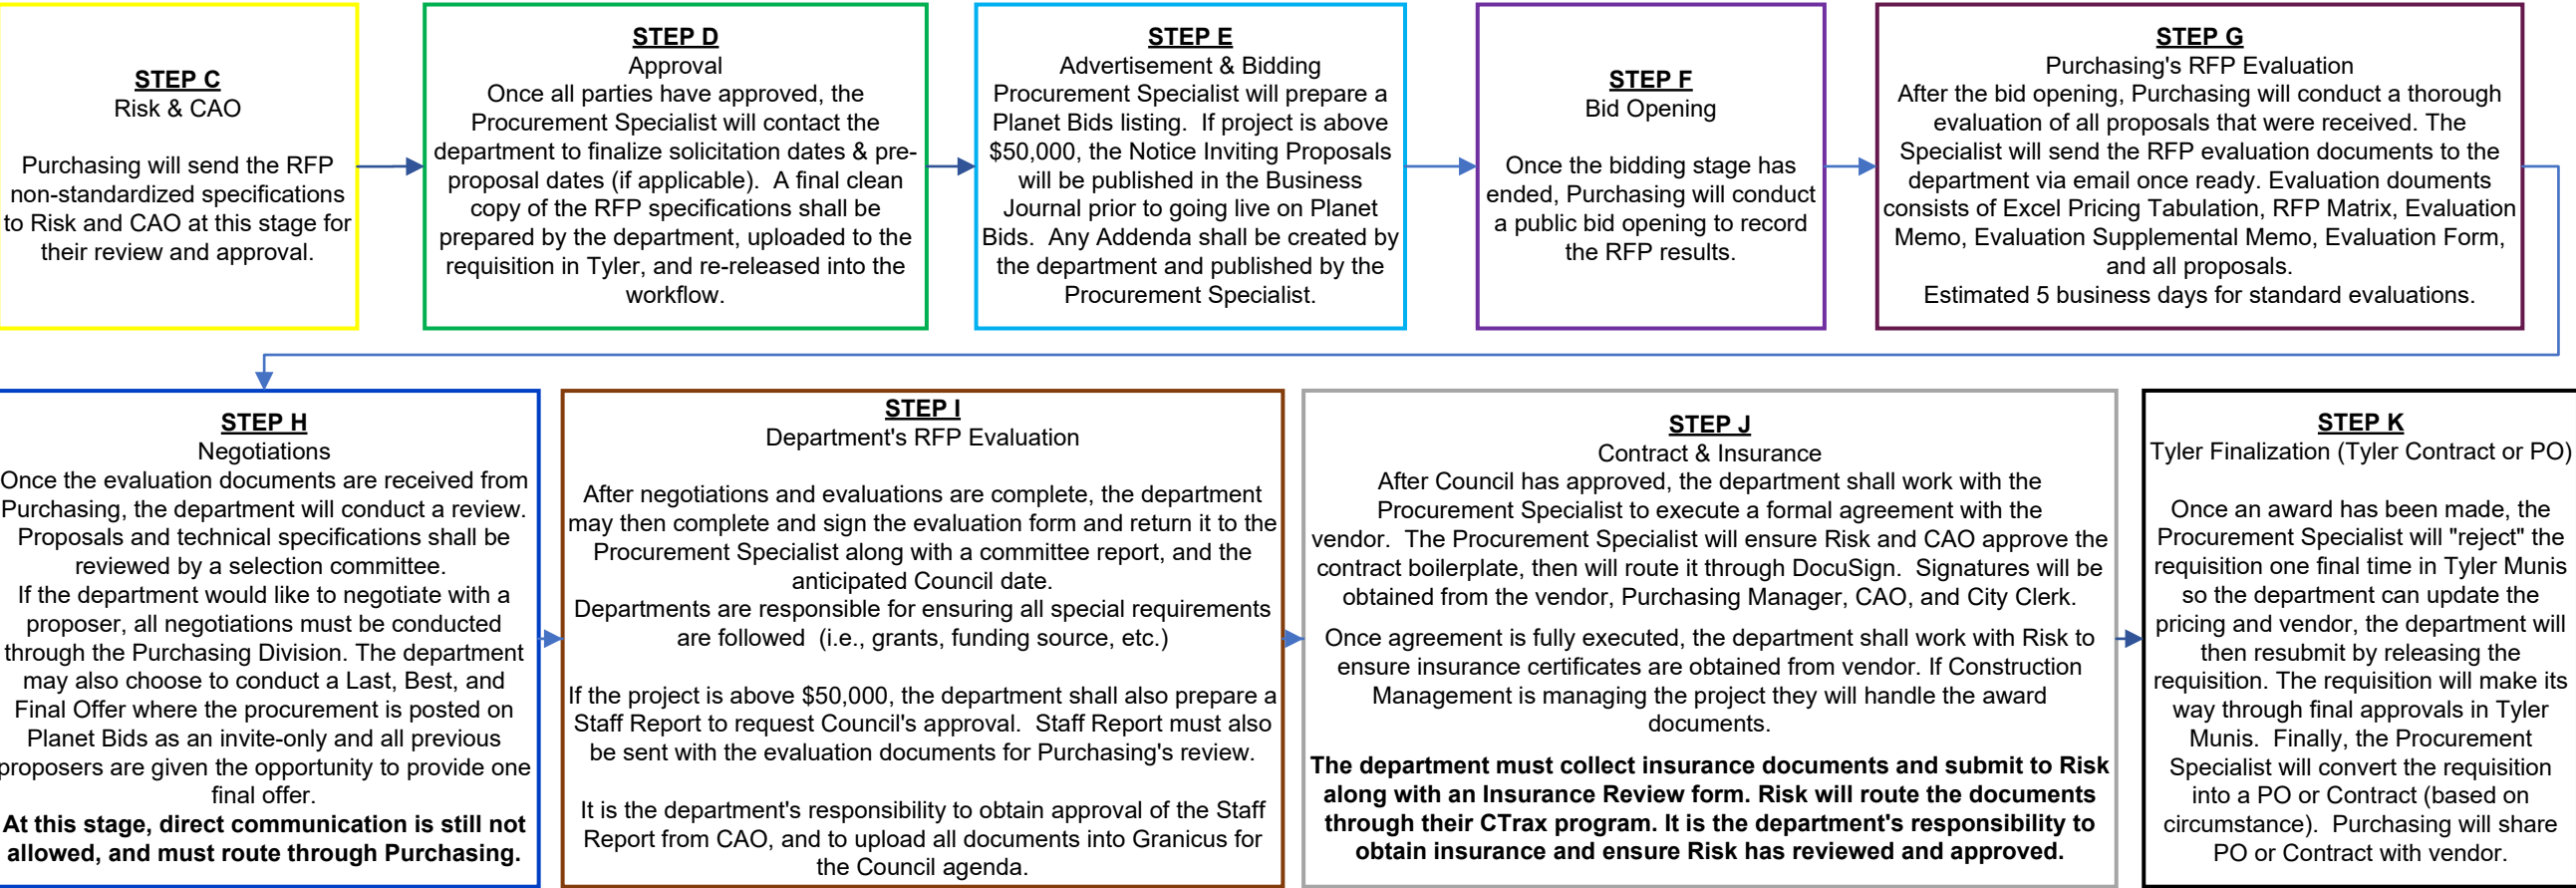 STEP C
Risk & CAO
Purchasing will send the RFP
non-standardized specifications
to Risk and CAO at this stage for
their review and approval.
STEP D
Approval
Once all parties have approved, the
Procurement Specialist will contact the
department to finalize solicitation dates & pre-
proposal dates (if applicable).  A final clean
copy of the RFP specifications shall be
prepared by the department, uploaded to the
requisition in Tyler, and re-released into the
workflow.
STEP E
Advertisement & Bidding
Procurement Specialist will prepare a
Planet Bids listing.  If project is above
$50,000, the Notice Inviting Proposals
will be published in the Business
Journal prior to going live on Planet
Bids.  Any Addenda shall be created by
the department and published by the
Procurement Specialist.
STEP F
Bid Opening
Once the bidding stage has
ended, Purchasing will conduct
a public bid opening to record
the RFP results.
STEP G
Purchasing's RFP Evaluation
After the bid opening, Purchasing will conduct a thorough
evaluation of all proposals that were received. The
Specialist will send the RFP evaluation documents to the
department via email once ready. Evaluation douments
consists of Excel Pricing Tabulation, RFP Matrix, Evaluation
Memo, Evaluation Supplemental Memo, Evaluation Form,
and all proposals.
Estimated 5 business days for standard evaluations.
STEP H
Negotiations
Once the evaluation documents are received from
Purchasing, the department will conduct a review.
Proposals and technical specifications shall be
reviewed by a selection committee.
If the department would like to negotiate with a
proposer, all negotiations must be conducted
through the Purchasing Division. The department
may also choose to conduct a Last, Best, and
Final Offer where the procurement is posted on
Planet Bids as an invite-only and all previous
proposers are given the opportunity to provide one
final offer.
At this stage, direct communication is still not
allowed, and must route through Purchasing.
STEP I
Department's RFP Evaluation
After negotiations and evaluations are complete, the department
may then complete and sign the evaluation form and return it to the
Procurement Specialist along with a committee report, and the
anticipated Council date.
Departments are responsible for ensuring all special requirements
are followed  (i.e., grants, funding source, etc.)
If the project is above $50,000, the department shall also prepare a
Staff Report to request Council's approval.  Staff Report must also
be sent with the evaluation documents for Purchasing's review.
It is the department's responsibility to obtain approval of the Staff
Report from CAO, and to upload all documents into Granicus for
the Council agenda.
STEP J
Contract & Insurance
After Council has approved, the department shall work with the
Procurement Specialist to execute a formal agreement with the
vendor.  The Procurement Specialist will ensure Risk and CAO approve the
contract boilerplate, then will route it through DocuSign.  Signatures will be
obtained from the vendor, Purchasing Manager, CAO, and City Clerk.
Once agreement is fully executed, the department shall work with Risk to
ensure insurance certificates are obtained from vendor. If Construction
Management is managing the project they will handle the award
documents.
The department must collect insurance documents and submit to Risk
along with an Insurance Review form. Risk will route the documents
through their CTrax program. It is the department's responsibility to
obtain insurance and ensure Risk has reviewed and approved.
STEP K
Tyler Finalization (Tyler Contract or PO)
Once an award has been made, the
Procurement Specialist will "reject" the
requisition one final time in Tyler Munis
so the department can update the
pricing and vendor, the department will
then resubmit by releasing the
requisition. The requisition will make its
way through final approvals in Tyler
Munis.  Finally, the Procurement
Specialist will convert the requisition
into a PO or Contract (based on
circumstance).  Purchasing will share
PO or Contract with vendor.